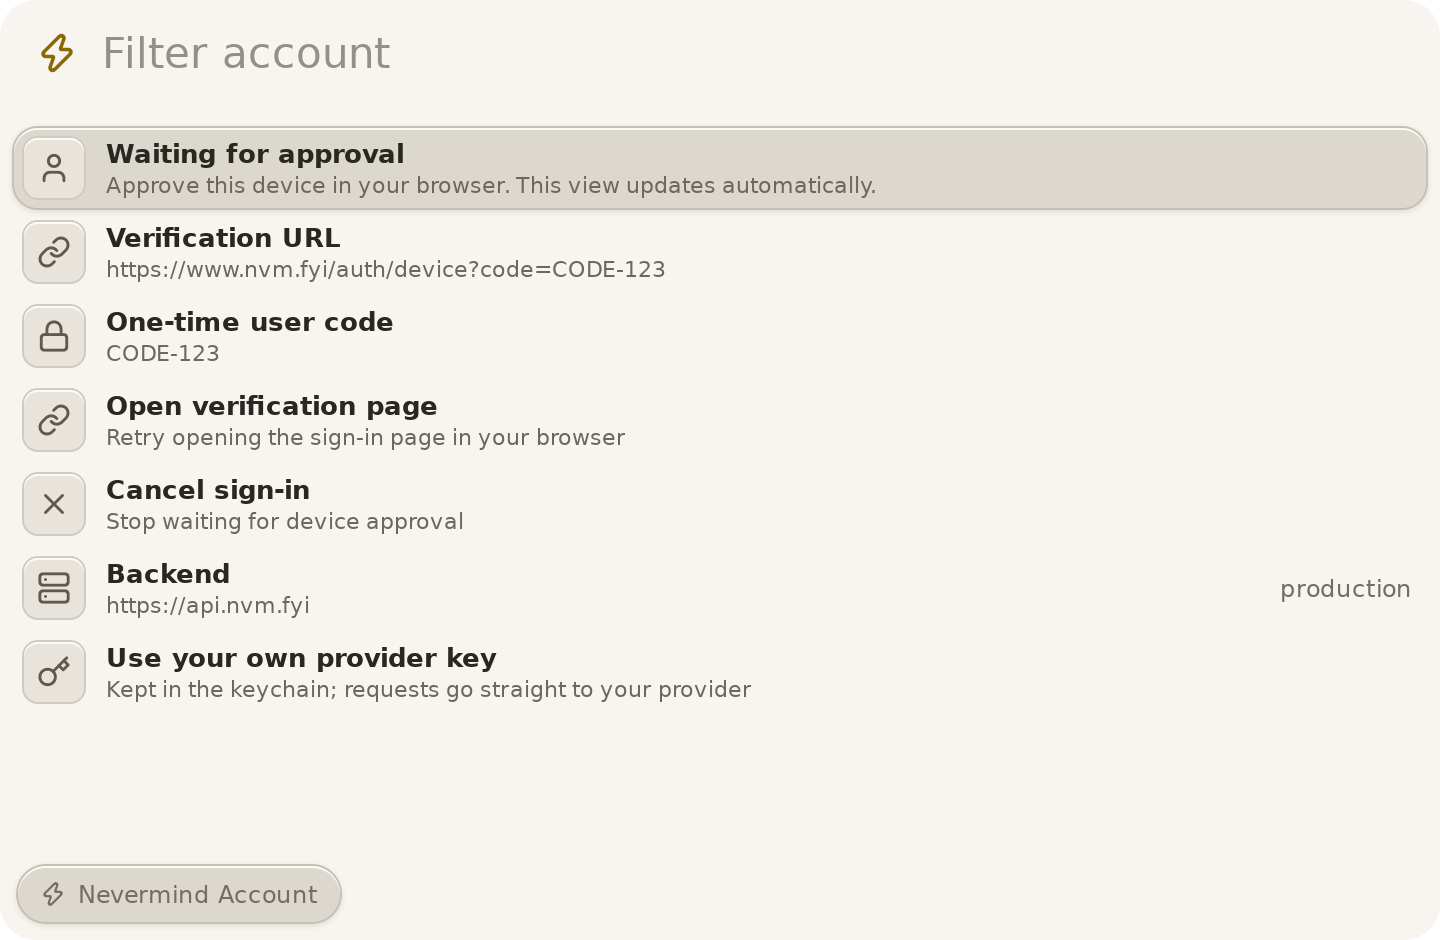 Filter account
Waiting for approval
Approve this device in your browser. This view updates automatically.
Verification URL
https://www.nvm.fyi/auth/device?code=CODE-123
One-time user code
CODE-123
Open verification page
Retry opening the sign-in page in your browser
Cancel sign-in
Stop waiting for device approval
Backend
https://api.nvm.fyi
production
Use your own provider key
Kept in the keychain; requests go straight to your provider
Nevermind Account